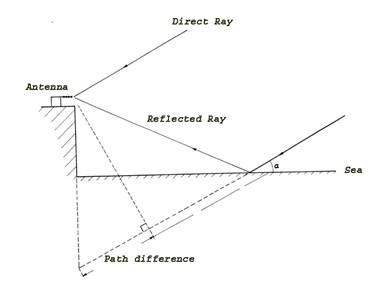 Direct Ray
Antenna
Reflected Ray
a
Sea
Path difference